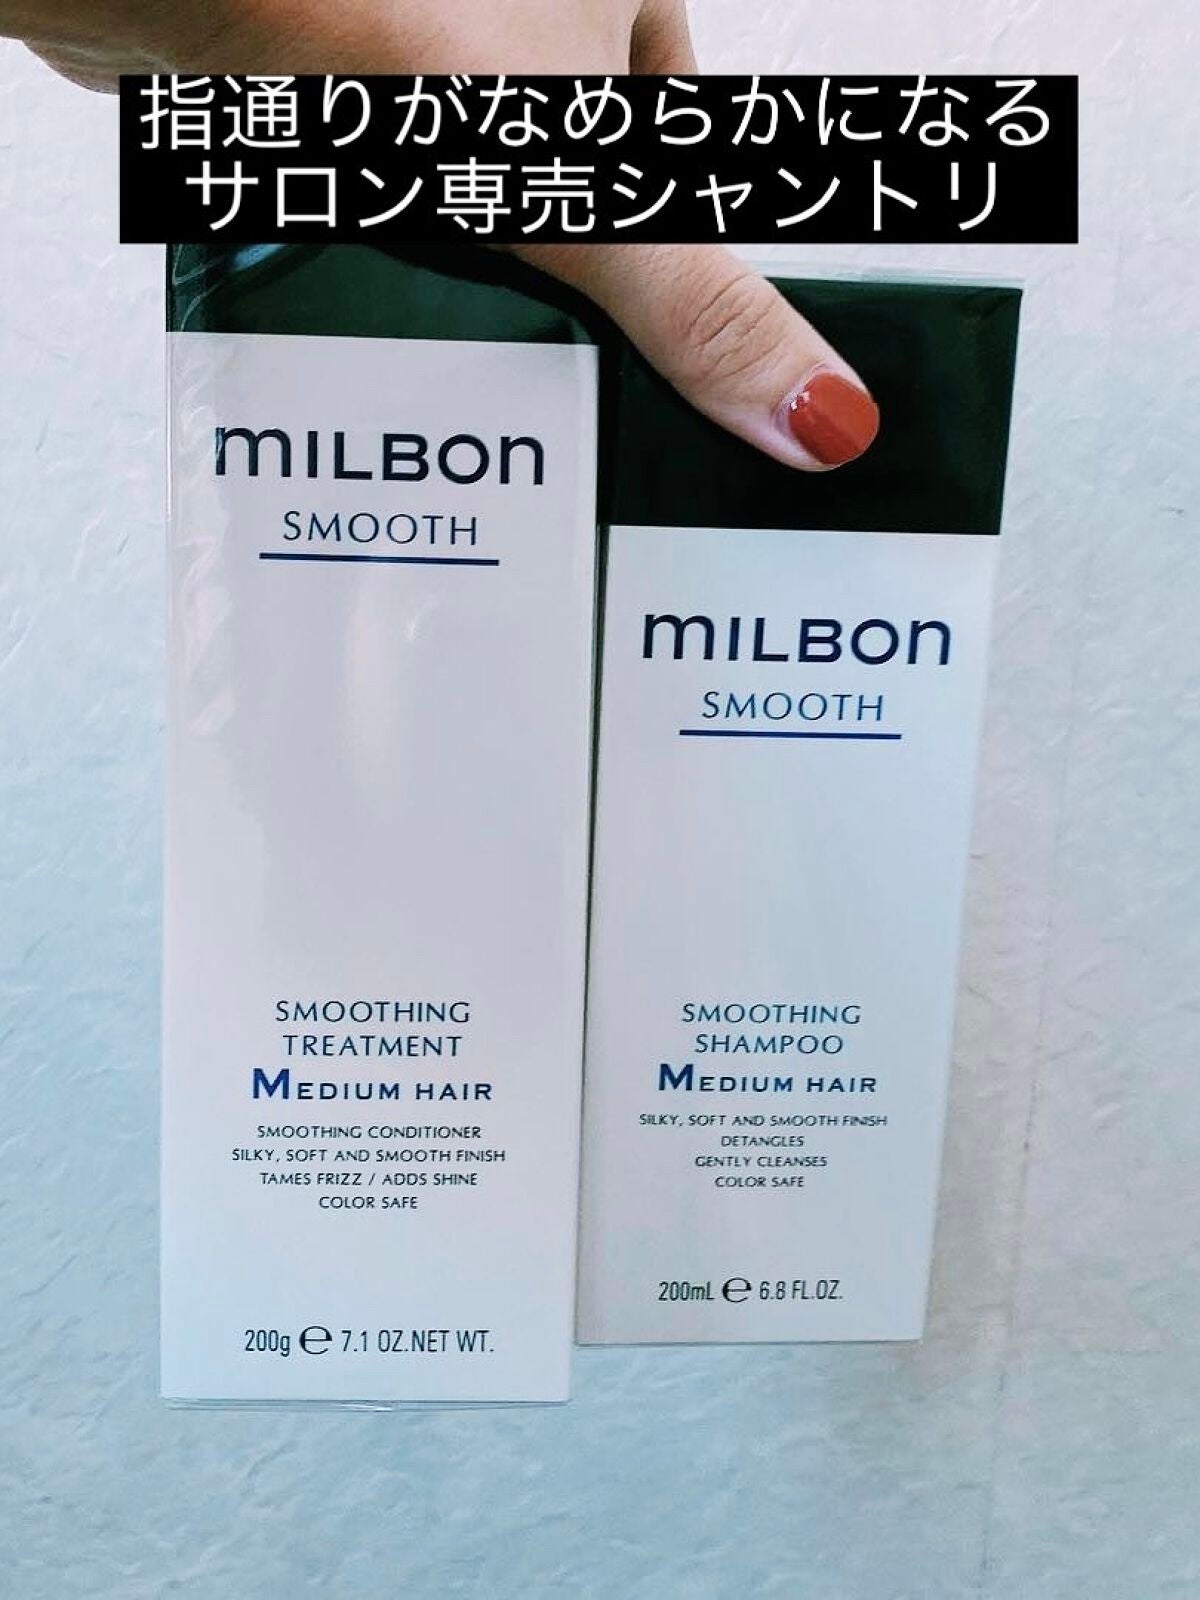 指通りがなめらかになる
サロン専売シャントリ
milbon
SMOOTH
SMOOTHING
TREATMENT
MEDIUM HAIR
SMOOTHING CONDITIONER
SILKY, SOFT AND SMOOTH FINISH
TAMES FRIZZ / ADDS SHINE
COLOR SAFE
200g ℮ 7.1 OZ.NET WT.
milbon
SMOOTH
SMOOTHING
SHAMPOO
MEDIUM HAIR
SILKY, SOFT AND SMOOTH FINISH
DETANGLES
GENTLY CLEANSES
COLOR SAFE
200mL ℮ 6.8 FL.OZ.